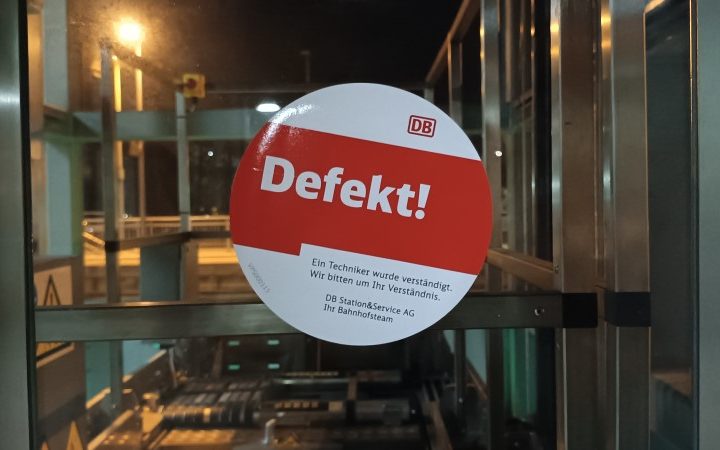 DB
Defekt!
Ein Techniker wurde verständigt.
Wir bitten um Ihr Verständnis.
DB Station&Service AG
Ihr Bahnhofsteam